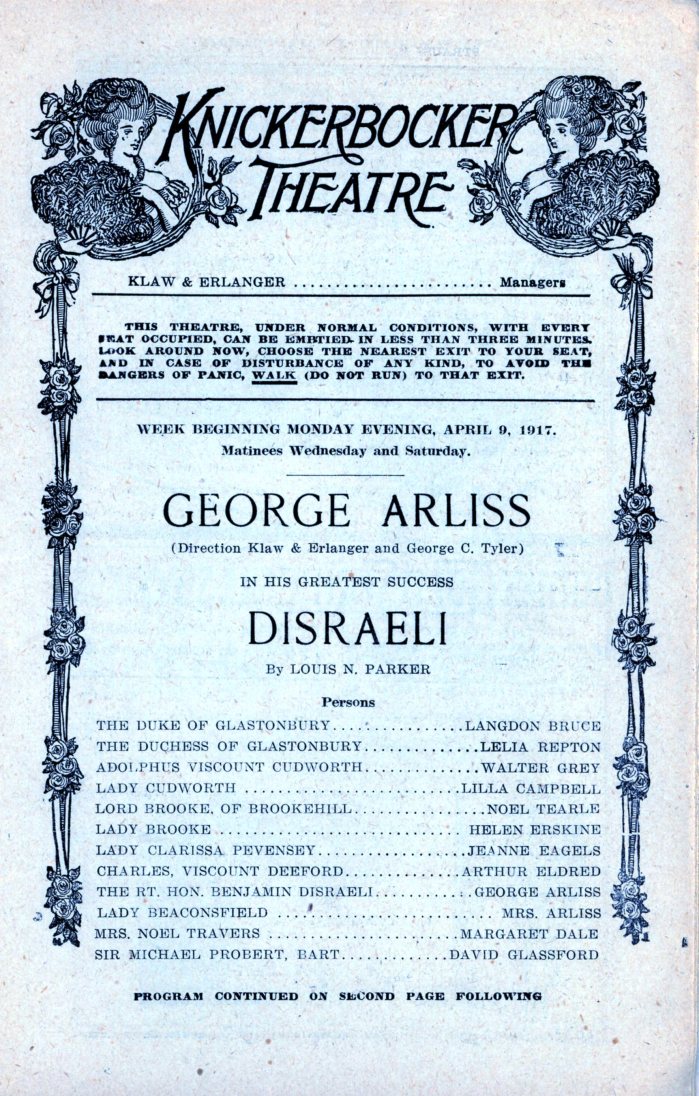 KNICKERBOCKER
THEATRE
KLAW & ERLANGER ........................ Managers
THIS THEATRE, UNDER NORMAL CONDITIONS, WITH EVERY
SEAT OCCUPIED, CAN BE EMBTIED. IN LESS THAN THREE MINUTES.
LOOK AROUND NOW, CHOOSE THE NEAREST EXIT TO YOUR SEAT,
AND IN CASE OF DISTURBANCE OF ANY KIND, TO AVOID THE
DANGERS OF PANIC, WALK (DO NOT RUN) TO THAT EXIT.
WEEK BEGINNING MONDAY EVENING, APRIL 9, 1917.
Matinees Wednesday and Saturday.
GEORGE ARLISS
(Direction Klaw & Erlanger and George C. Tyler)
IN HIS GREATEST SUCCESS
DISRAELI
By LOUIS N. PARKER
Persons
THE DUKE OF GLASTONBURY................LANGDON BRUCE
THE DUCHESS OF GLASTONBURY.............LELIA REPTON
ADOLPHUS VISCOUNT CUDWORTH.............WALTER GREY
LADY CUDWORTH .........................LILLA CAMPBELL
LORD BROOKE, OF BROOKEHILL...............NOEL TEARLE
LADY BROOKE ........................... HELEN ERSKINE
LADY CLARISSA PEVENSEY.................JEANNE EAGELS
CHARLES, VISCOUNT DEEFORD.............ARTHUR ELDRED
THE RT. HON. BENJAMIN DISRAELI...........GEORGE ARLISS
LADY BEACONSFIELD ........................ MRS. ARLISS
MRS. NOEL TRAVERS .....................MARGARET DALE
SIR MICHAEL PROBERT, BART............DAVID GLASSFORD
PROGRAM CONTINUED ON SECOND PAGE FOLLOWING